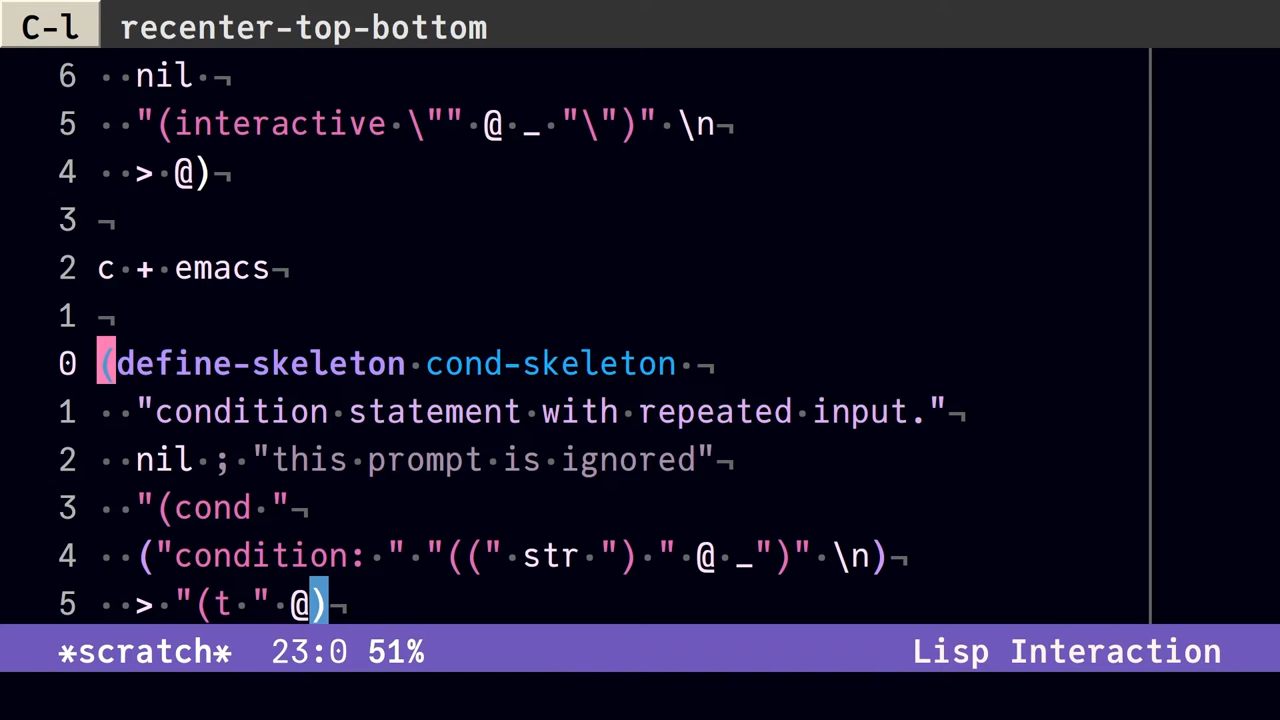 C-l recenter-top-bottom
6 ··nil·¬
5 ··"(interactive·\""·@·_·"\")"·\n¬
4 ··>·@)¬
3 ¬
2 c·+·emacs¬
1 ¬
0 (define-skeleton·cond-skeleton·¬
1 ··"condition·statement·with·repeated·input."¬
2 ··nil·;·"this·prompt·is·ignored"¬
3 ··"(cond·"¬
4 ··("condition:·"·"(("·str·")·"·@·_")"·\n)¬
5 ··>·"(t·"·@)¬
*scratch* 23:0 51% Lisp Interaction